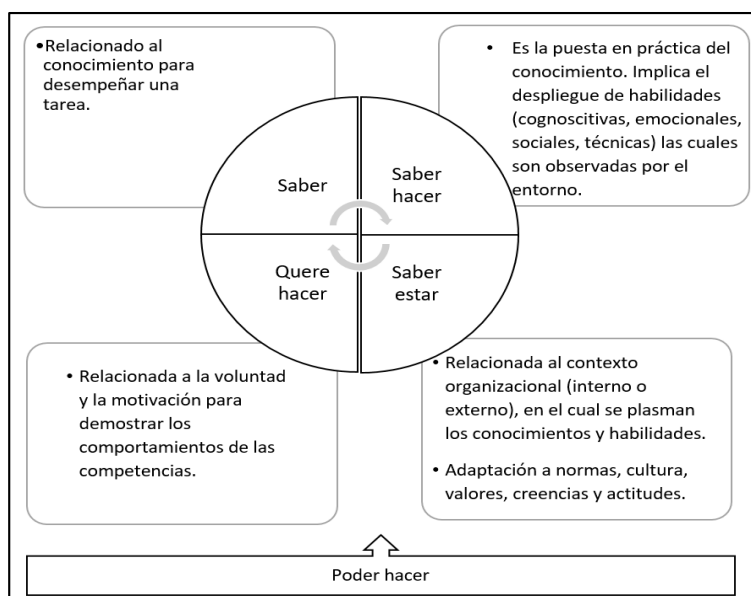 •Relacionado al
conocimiento para
desempeñar una
tarea.
• Es la puesta en práctica del
conocimiento. Implica el
despliegue de habilidades
(cognoscitivas, emocionales,
sociales, técnicas) las cuales
son observadas por el
entorno.
Saber
Saber
hacer
Quere
hacer
Saber
estar
• Relacionada a la voluntad
y la motivación para
demostrar los
comportamientos de las
competencias.
• Relacionada al contexto
organizacional (interno o
externo), en el cual se plasman
los conocimientos y habilidades.
• Adaptación a normas, cultura,
valores, creencias y actitudes.
Poder hacer